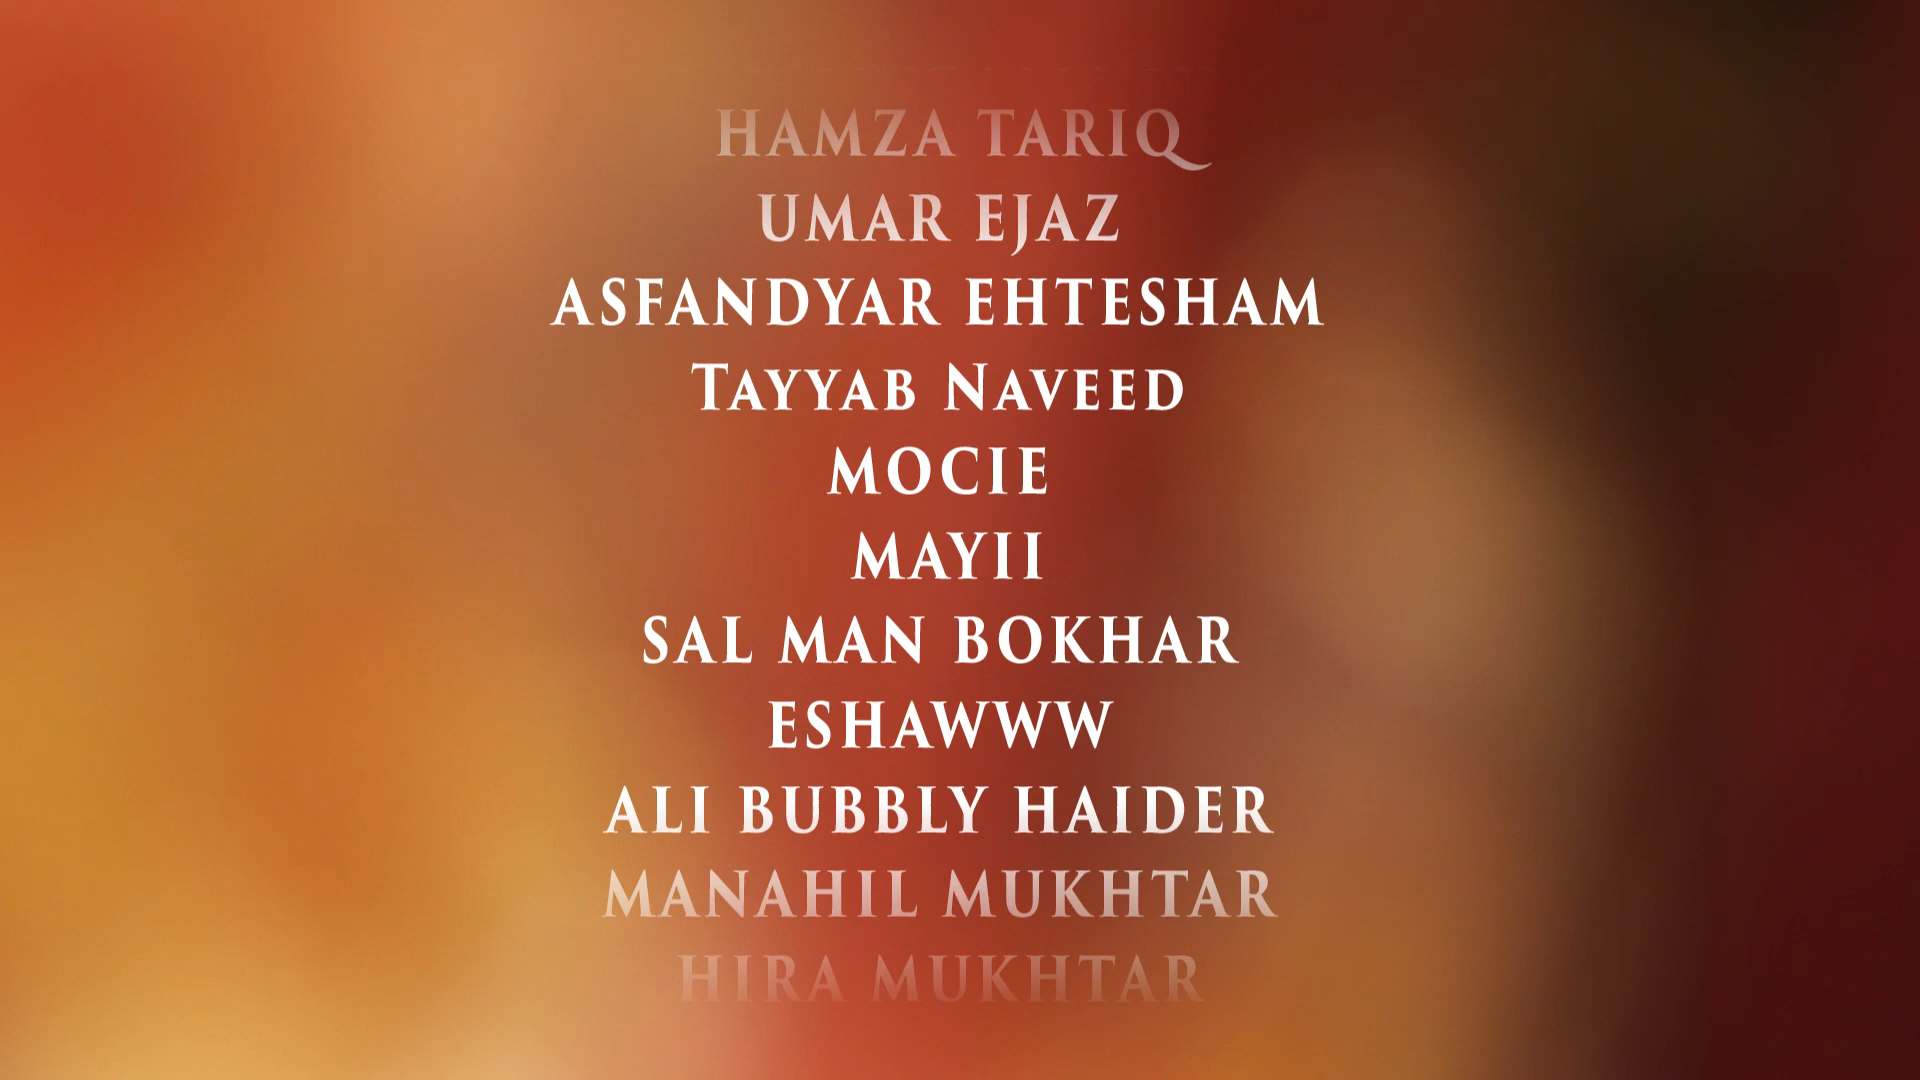 HAMZA TARIQ
UMAR EJAZ
ASFANDYAR EHTESHAM
TAYYAB NAVEED
MOCIE
MAYII
SAL MAN BOKHAR
ESHAWWW
ALI BUBBLY HAIDER
MANAHIL MUKHTAR
HIRA MUKHTAR